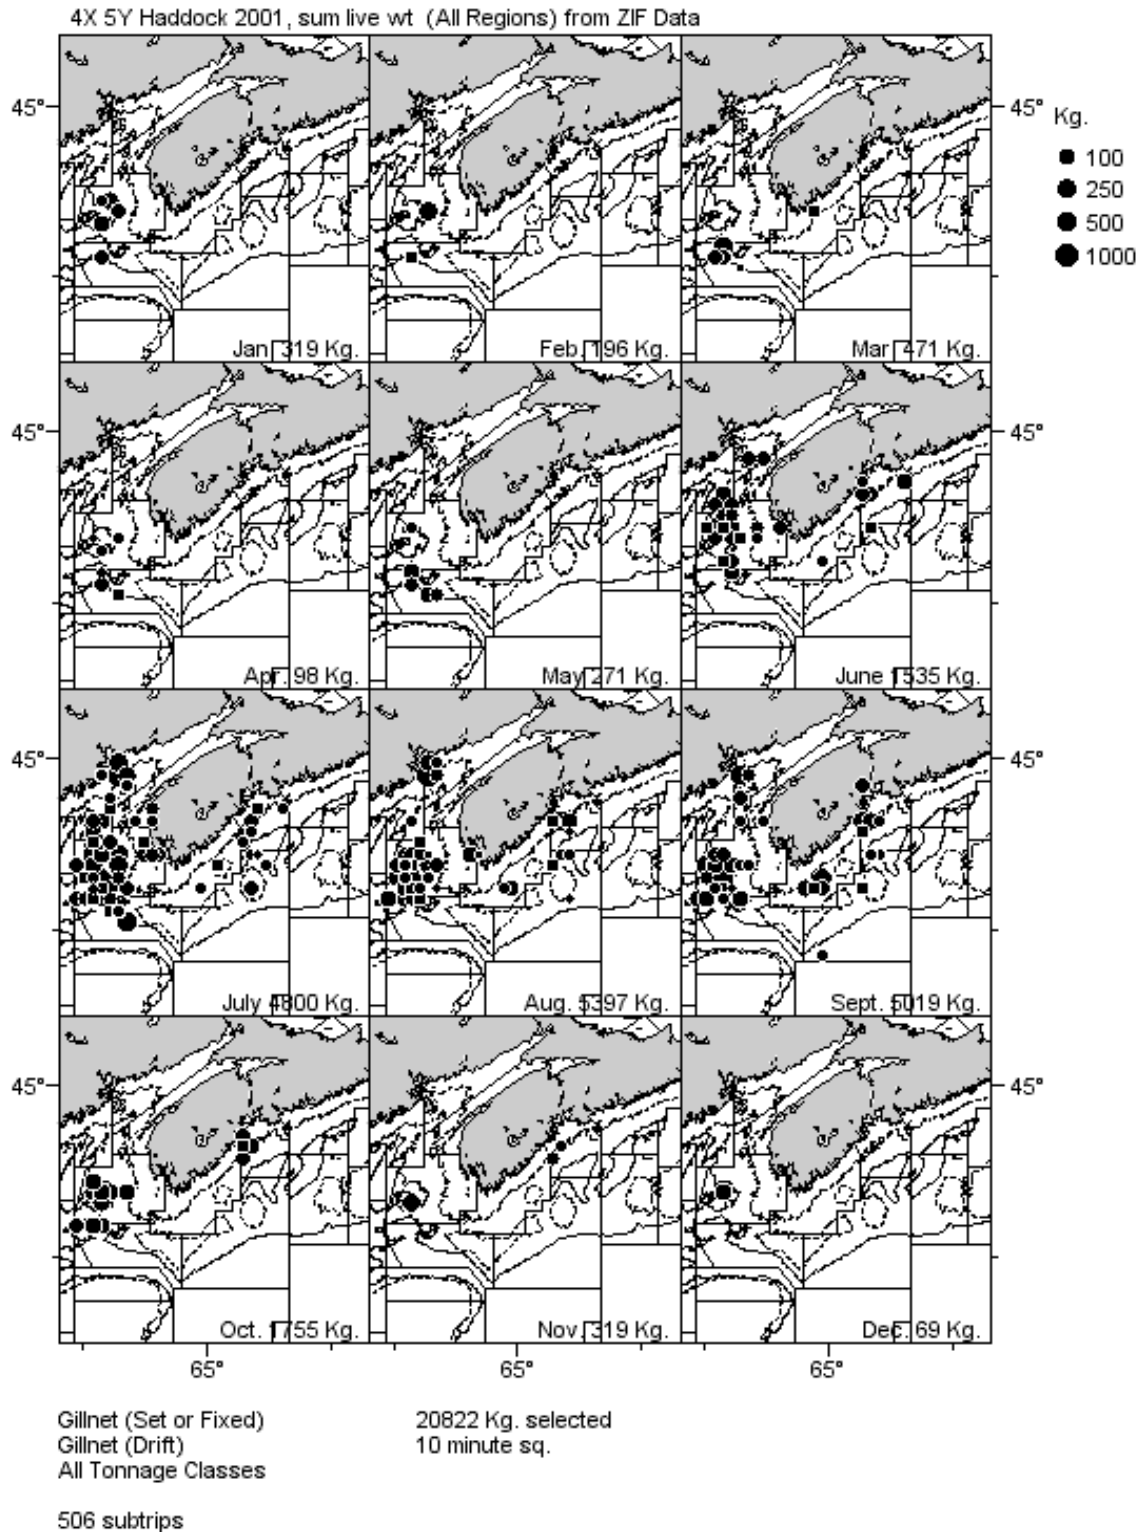 4X 5Y Haddock 2001, sum live wt (All Regions) from ZIF Data
45°
45°
Kg.
100
250
500
1000
Jan. 319 Kg.
Feb. 196 Kg.
Mar. 471 Kg.
45°
45°
Apr. 98 Kg.
May 271 Kg.
June 1535 Kg.
45°
45°
July 4800 Kg.
Aug. 5397 Kg.
Sept. 5019 Kg.
45°
45°
Oct. 1755 Kg.
Nov. 319 Kg.
Dec. 69 Kg.
65°
65°
65°
Gillnet (Set or Fixed)
20822 Kg. selected
Gillnet (Drift)
10 minute sq.
All Tonnage Classes
506 subtrips